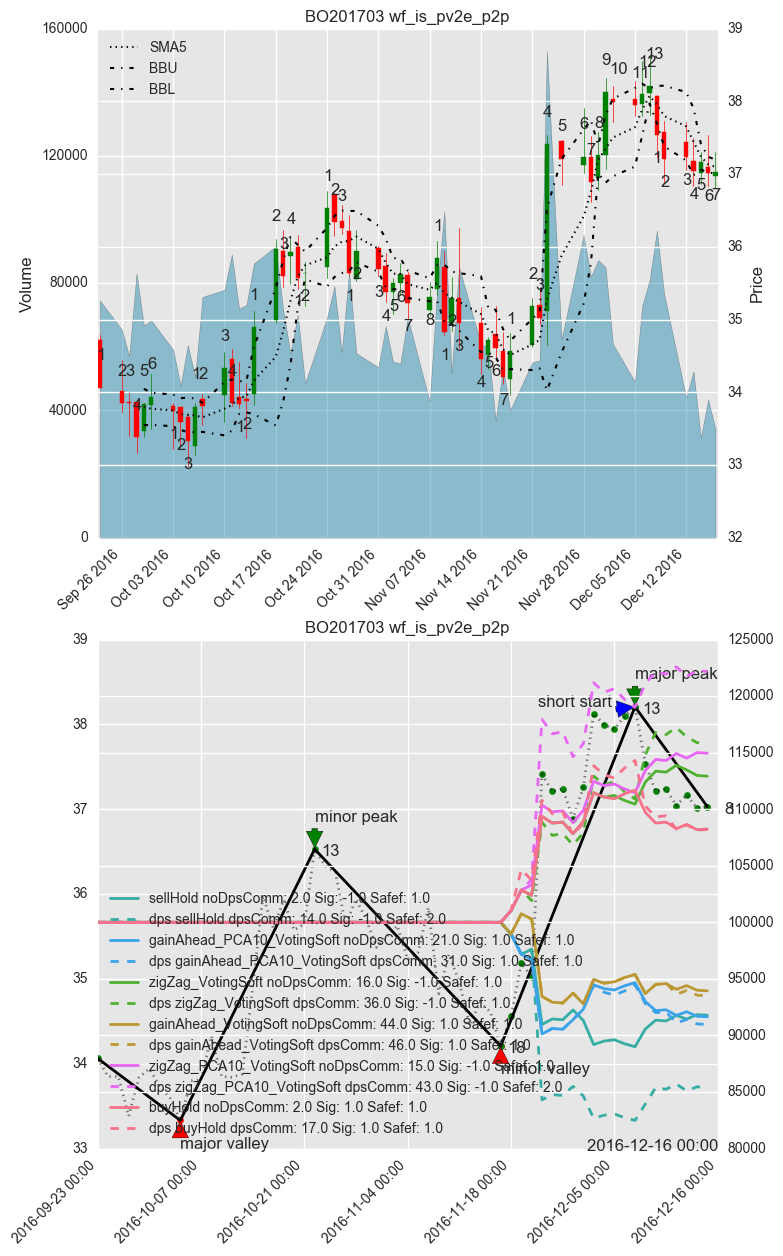 BO201703 wf_is_pv2e_p2p
SMA5
BBU
BBL
160000
120000
80000
40000
0
Volume
39
38
37
36
35
34
33
32
Price
Sep 26 2016
Oct 03 2016
Oct 10 2016
Oct 17 2016
Oct 24 2016
Oct 31 2016
Nov 07 2016
Nov 14 2016
Nov 21 2016
Nov 28 2016
Dec 05 2016
Dec 12 2016
BO201703 wf_is_pv2e_p2p
39
38
37
36
35
34
33
125000
120000
115000
110000
105000
100000
95000
90000
85000
80000
major peak
short start
13
minor peak
13
8
sellHold noDpsComm: 2.0 Sig: -1.0 Safef: 1.0
dps sellHold dpsComm: 14.0 Sig: -1.0 Safef: 2.0
gainAhead_PCA10_VotingSoft noDpsComm: 21.0 Sig: 1.0 Safef: 1.0
dps gainAhead_PCA10_VotingSoft dpsComm: 31.0 Sig: 1.0 Safef: 1.0
zigZag_VotingSoft noDpsComm: 16.0 Sig: -1.0 Safef: 1.0
dps zigZag_VotingSoft dpsComm: 36.0 Sig: -1.0 Safef: 1.0
gainAhead_VotingSoft noDpsComm: 44.0 Sig: 1.0 Safef: 1.0
dps gainAhead_VotingSoft dpsComm: 46.0 Sig: 1.0 Safef: 1.0
18
zigZag_PCA10_VotingSoft noDpsComm: 15.0 Sig: -1.0 Safef: 1.0
minor valley
dps zigZag_PCA10_VotingSoft dpsComm: 43.0 Sig: -1.0 Safef: 2.0
buyHold noDpsComm: 2.0 Sig: 1.0 Safef: 1.0
dps buyHold dpsComm: 17.0 Sig: 1.0 Safef: 1.0
major valley
2016-12-16 00:00
2016-09-23 00:00
2016-10-07 00:00
2016-10-21 00:00
2016-11-04 00:00
2016-11-18 00:00
2016-12-05 00:00
2016-12-16 00:00